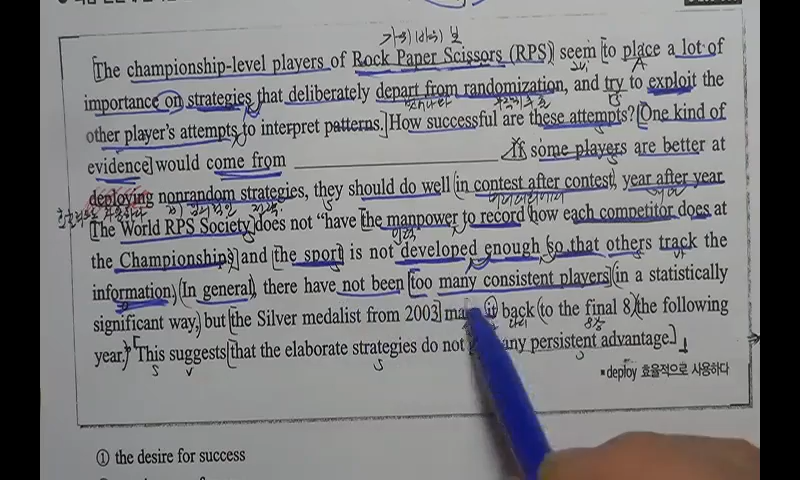 가위 바위 보
The championship-level players of Rock Paper Scissors (RPS) seem to place a lot of
importance on strategies that deliberately depart from randomization, and try to exploit the
other player's attempts to interpret patterns. How successful are these attempts? One kind of
evidence would come from ____________ If some players are better at
deploying nonrandom strategies, they should do well in contest after contest, year after year.
The World RPS Society does not "have the manpower to record how each competitor does at
the Championships and the sport is not developed enough so that others track the
information." In general, there have not been too many consistent players (in a statistically
significant way, but the Silver medalist from 2003 made it back to the final 8 the following
year." This suggests that the elaborate strategies do not any persistent advantage.
* deploy 효율적으로 사용하다
① the desire for success